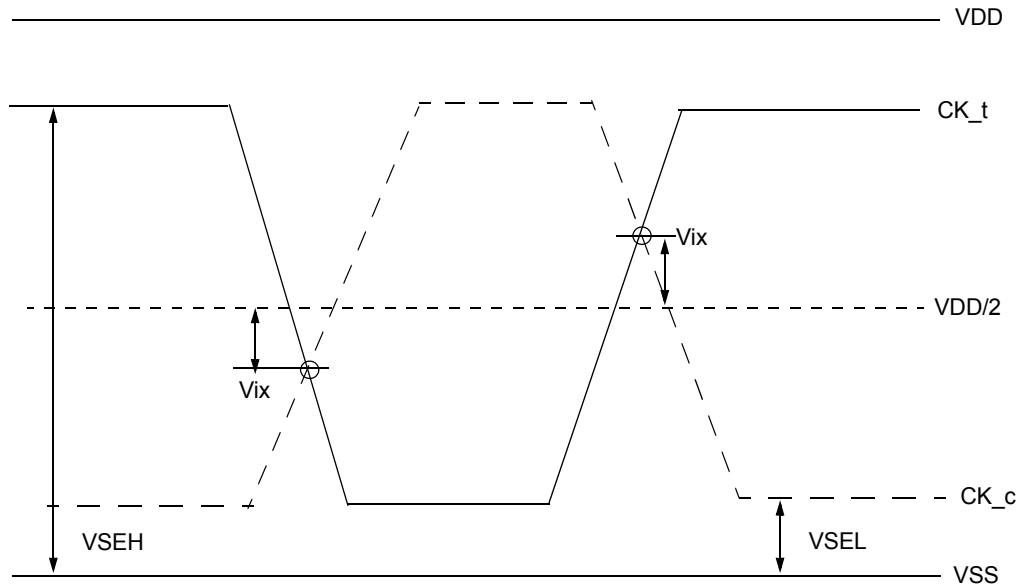 VDD
CK_t
Vix
VDD/2
Vix
CK_c
VSEH
VSEL
VSS